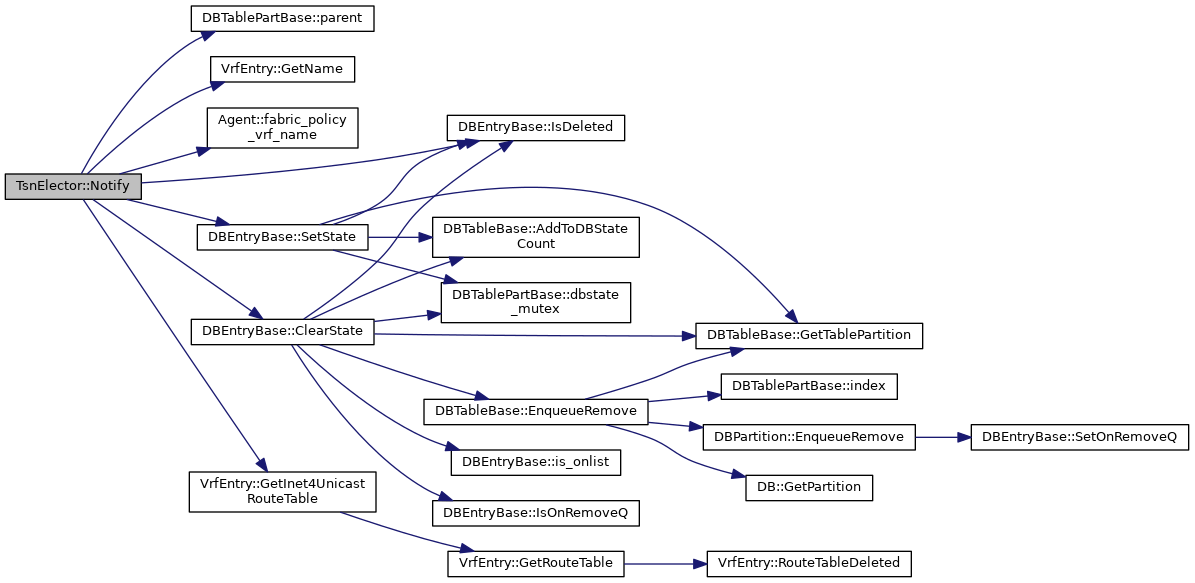 DBTablePartBase::parent
VrfEntry::GetName
Agent::fabric_policy
_vrf_name
DBEntryBase::IsDeleted
TsnElector::Notify
DBEntryBase::SetState
DBTableBase::AddToDBState
Count
DBTablePartBase::dbstate
_mutex
DBEntryBase::ClearState
DBTableBase::GetTablePartition
DBTablePartBase::index
DBTableBase::EnqueueRemove
DBPartition::EnqueueRemove
DBEntryBase::SetOnRemoveQ
DBEntryBase::is_onlist
DB::GetPartition
VrfEntry::GetInet4Unicast
RouteTable
DBEntryBase::IsOnRemoveQ
VrfEntry::GetRouteTable
VrfEntry::RouteTableDeleted